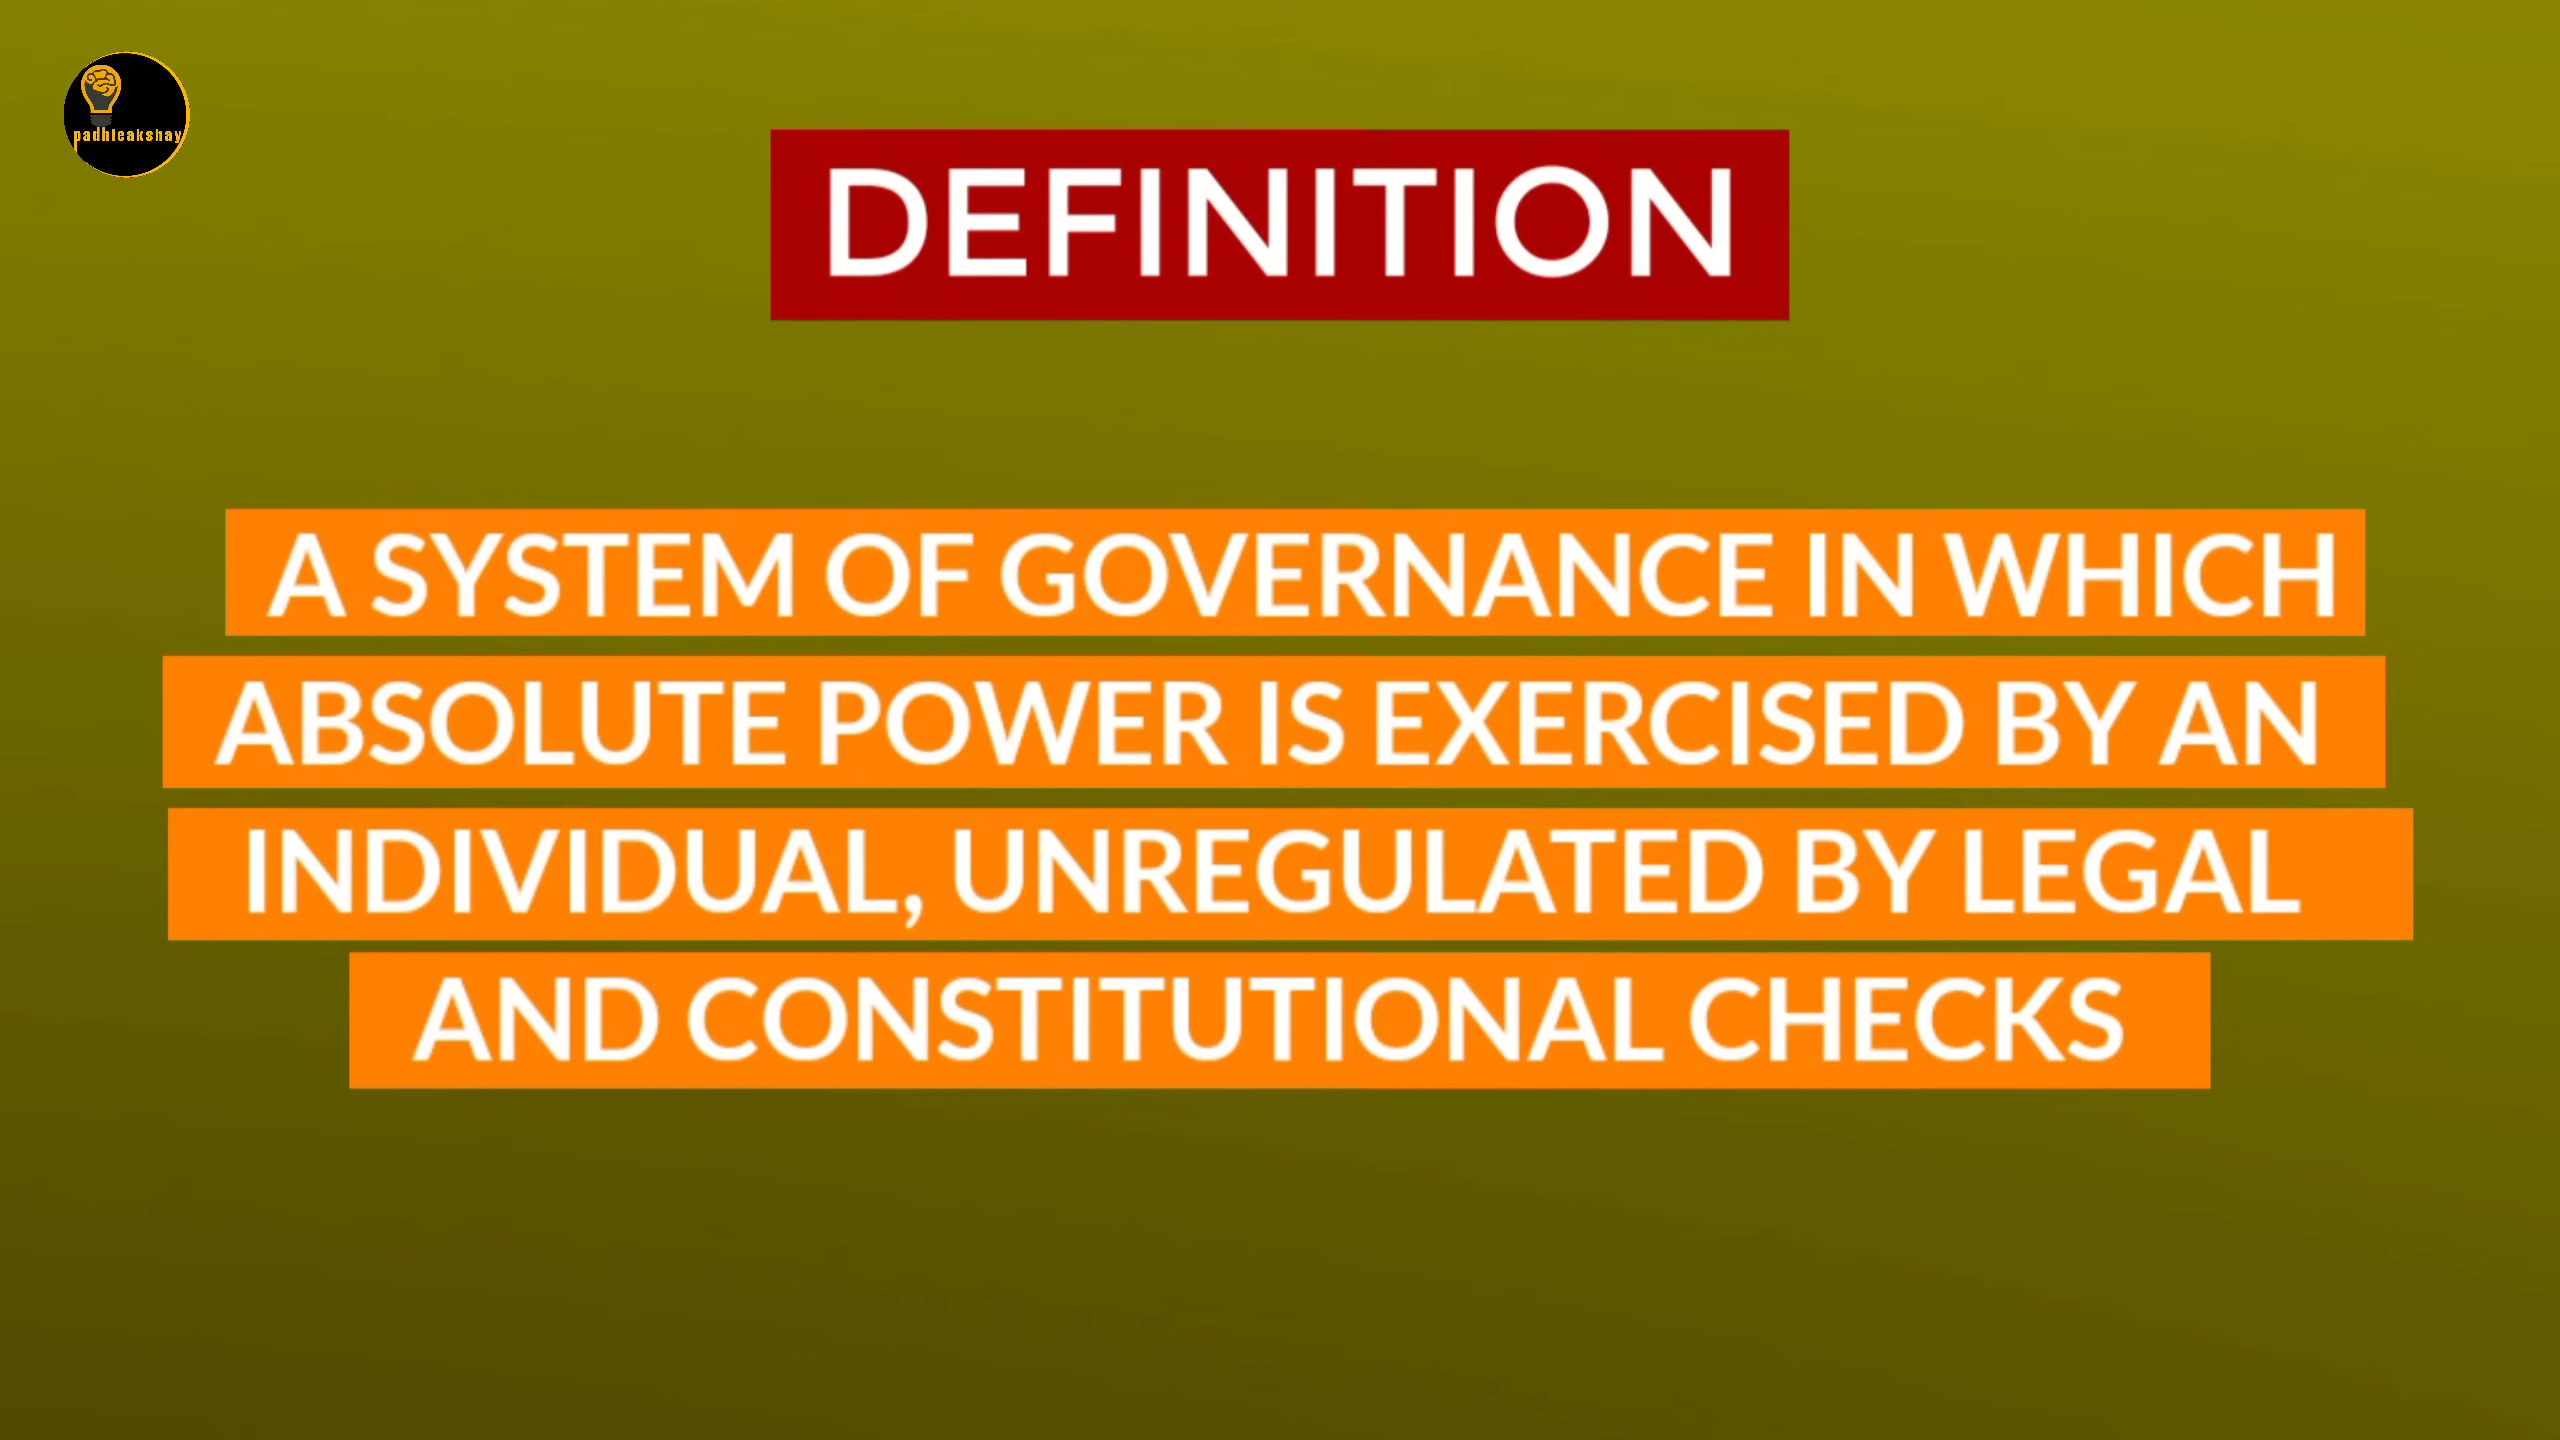 padhleakshay
DEFINITION
A SYSTEM OF GOVERNANCE IN WHICH
ABSOLUTE POWER IS EXERCISED BY AN
INDIVIDUAL, UNREGULATED BY LEGAL
AND CONSTITUTIONAL CHECKS